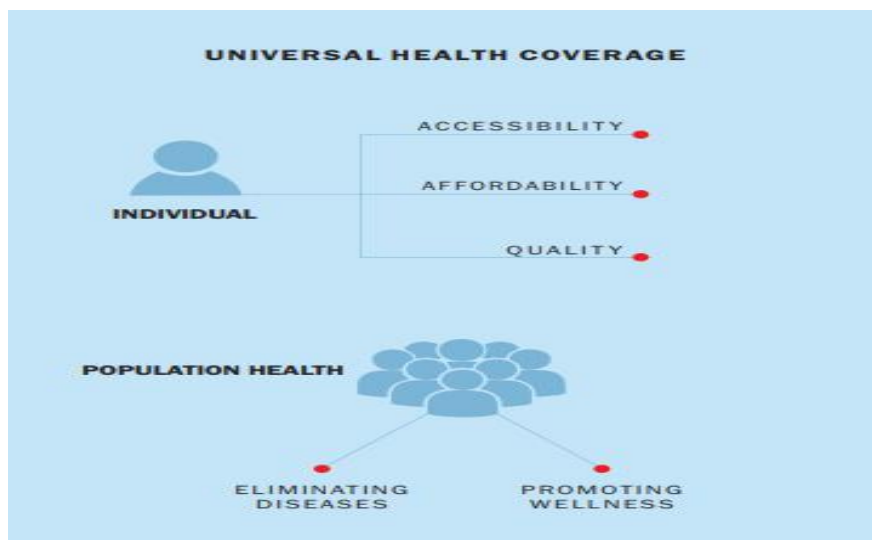 UNIVERSAL HEALTH COVERAGE
ACCESSIBILITY
AFFORDABILITY
INDIVIDUAL
QUALITY
POPULATION HEALTH
ELIMINATING
DISEASES
PROMOTING
WELLNESS